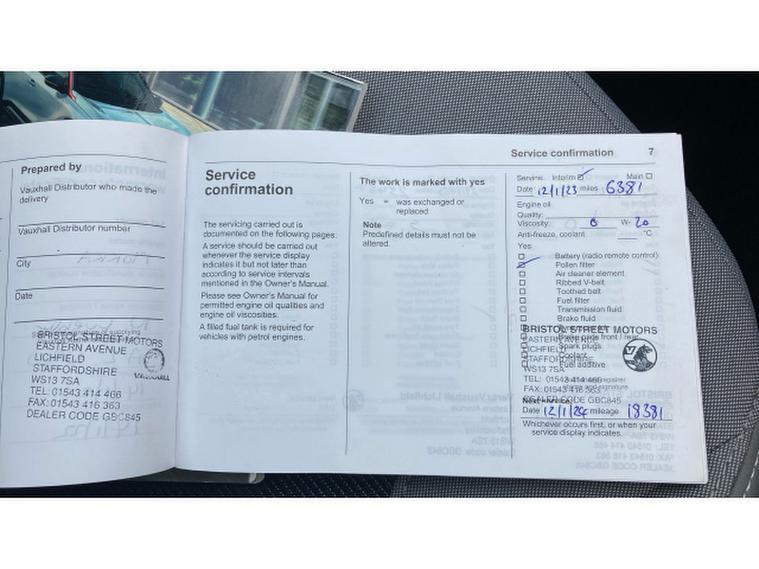 Prepared by
Vauxhall Distributor who made the
delivery
Vauxhall Distributor number
City
Date
BRISTOL STREET MOTORS
EASTERN AVENUE
LICHFIELD
STAFFORDSHIRE
WS13 7SA
TEL: 01543 414 466
FAX: 01543 416 363
DEALER CODE GBC845
VAUXHALL
Service
confirmation
The servicing carried out is
documented on the following pages.
A service should be carried out
whenever the service display
indicates it but not later than
according to service intervals
mentioned in the Owner's Manual.
Please see Owner's Manual for
permitted engine oil qualities and
engine oil viscosities.
A filled fuel tank is required for
vehicles with petrol engines.
The work is marked with yes
Yes = was exchanged or
replaced
Note
Predefined details must not be
altered.
Service confirmation 7
Service: Interim Main
Date 12/1/23 miles 6381
Engine oil
Quality:
Viscosity: 0 W- 20
Anti-freeze, coolant °C
Yes:
Battery (radio remote control)
Pollen filter
Air cleaner element
Ribbed V-belt
Toothed belt
Fuel filter
Transmission fluid
Brake fluid
BRISTOL STREET MOTORS
EASTERN AVENUE
LICHFIELD Spark plugs
STAFFORDSHIRE Coolant
WS13 7SA Fuel additive
TEL: 01543 414 466
FAX: 01543 416 363
DEALER CODE GBC845
Next service
Date 12/1/24 mileage 18381
Whichever occurs first, or when your
service display indicates.